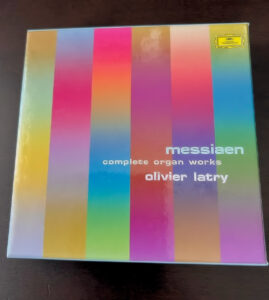 messiaen
complete organ works
olivier latry